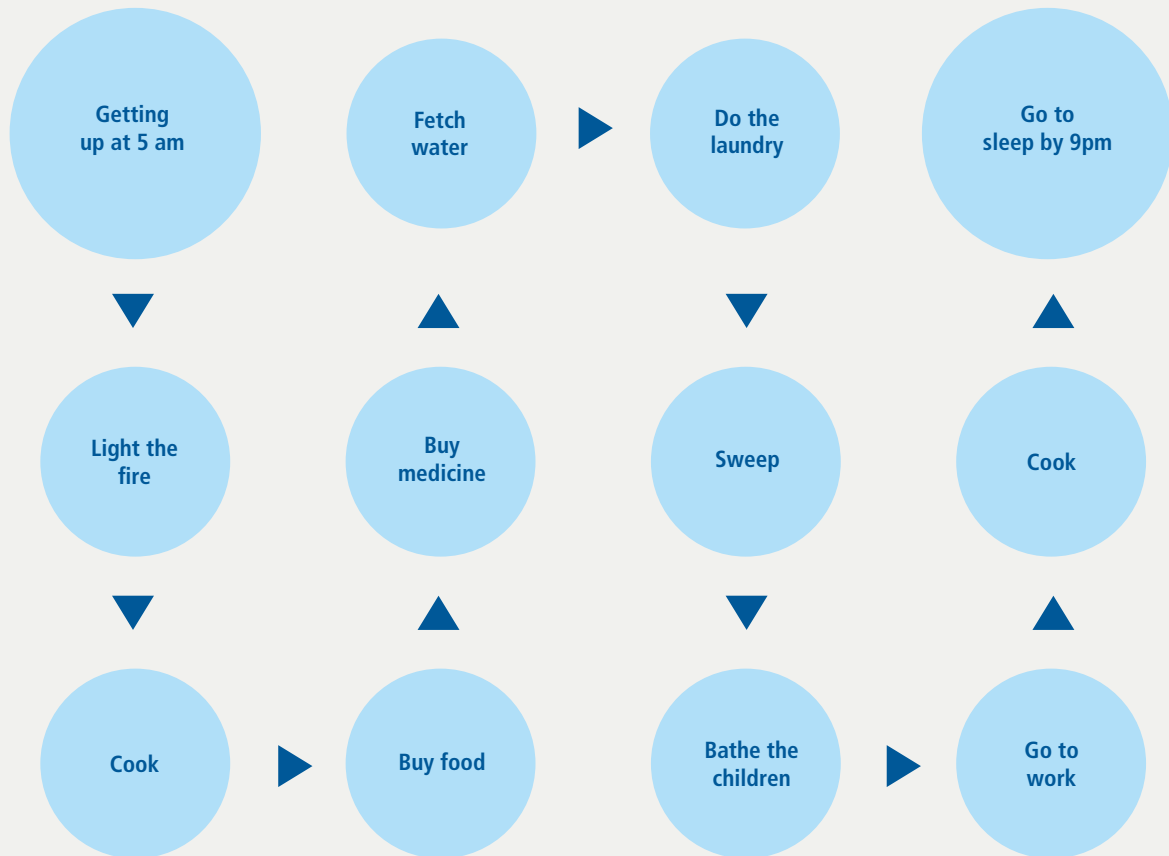 Getting
up at 5 am
Light the
fire
Cook
Buy food
Buy
medicine
Fetch
water
Do the
laundry
Sweep
Bathe the
children
Go to
work
Cook
Go to
sleep by 9pm